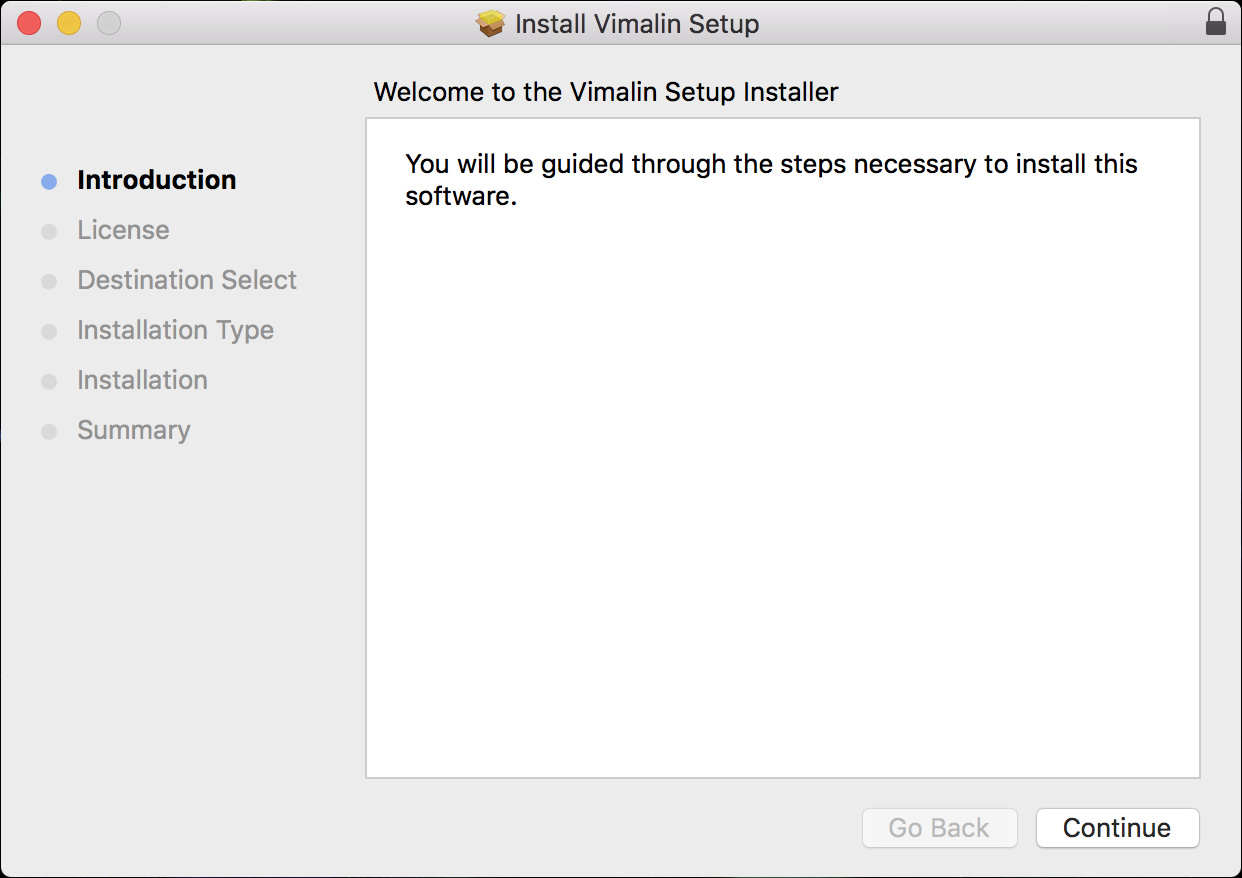 Install Vimalin Setup
Welcome to the Vimalin Setup Installer
Introduction
License
Destination Select
Installation Type
Installation
Summary
You will be guided through the steps necessary to install this
software.
Go Back
Continue